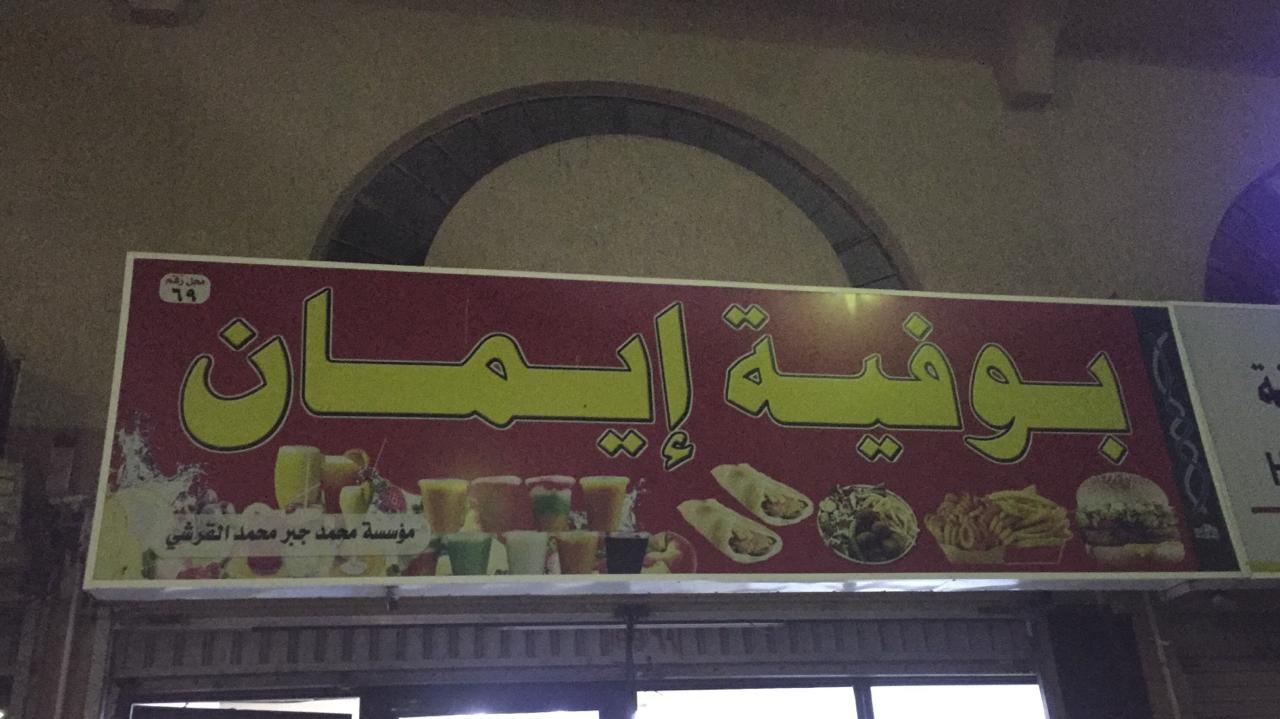 محل رقم
٦٩
بوفية إيمان
مؤسسة محمد جبر محمد القرشي